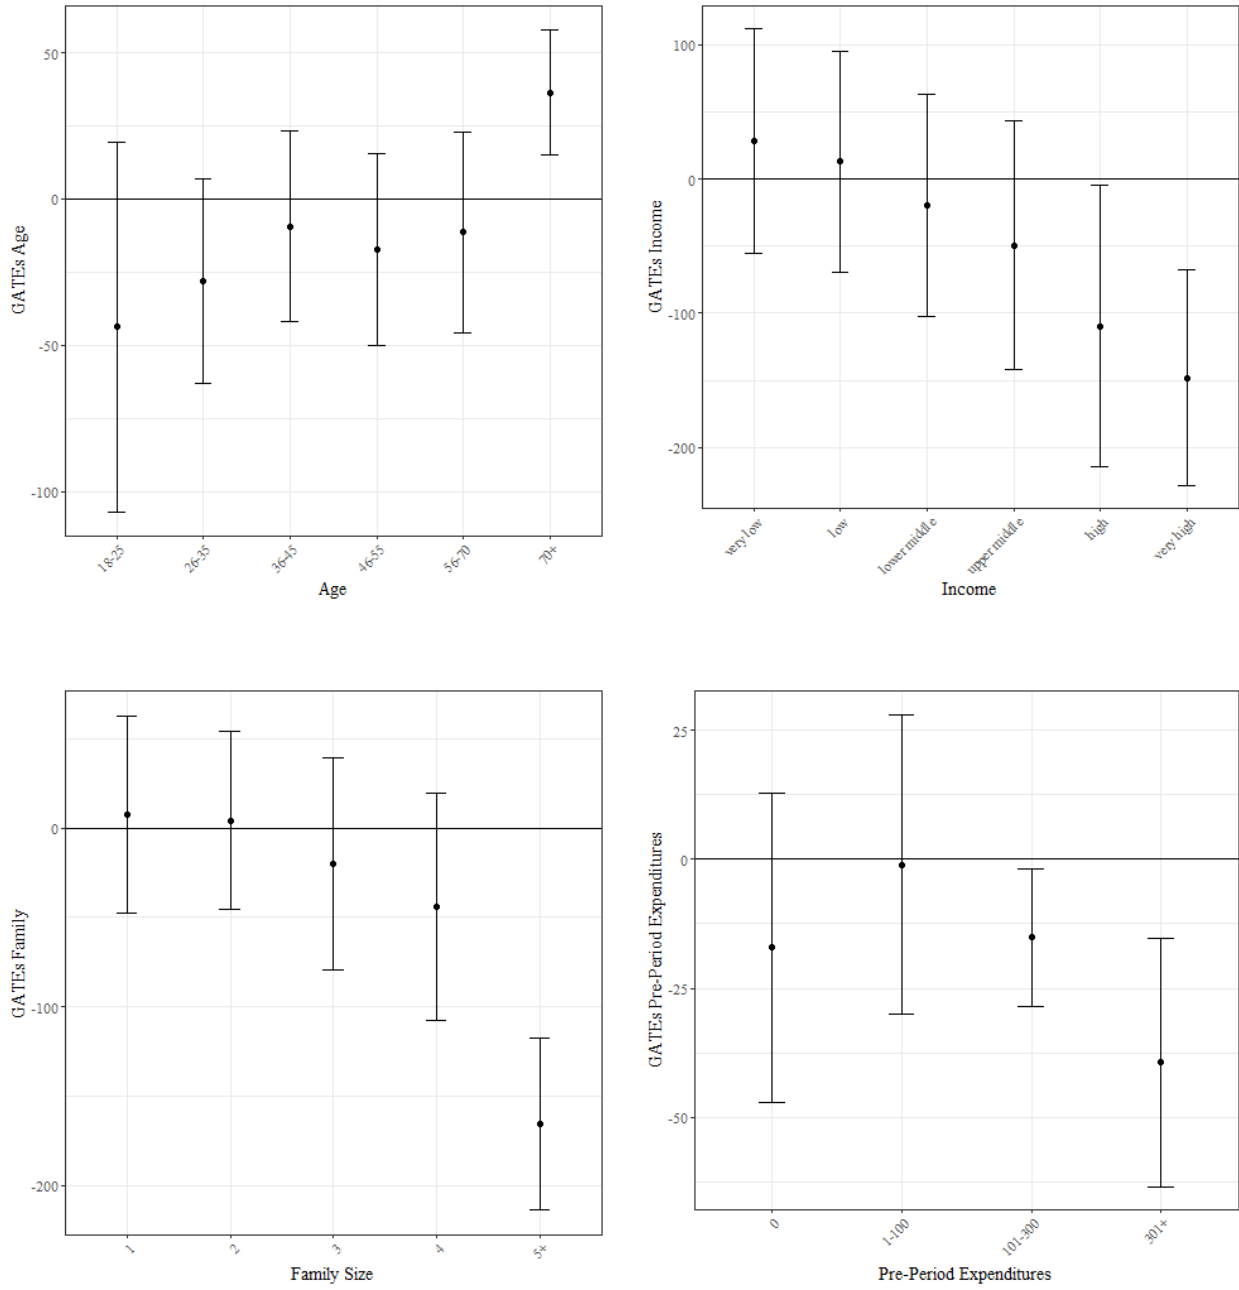 GATEs Age
50
0
-50
-100
18-25
26-35
36-45
46-55
56-70
70+
Age
GATEs Income
100
0
-100
-200
very low
low
lower middle
upper middle
high
very high
Income
GATEs Family
0
-100
-200
1
2
3
4
5+
Family Size
GATEs Pre-Period Expenditures
25
0
-25
-50
0
1-100
101-300
301+
Pre-Period Expenditures